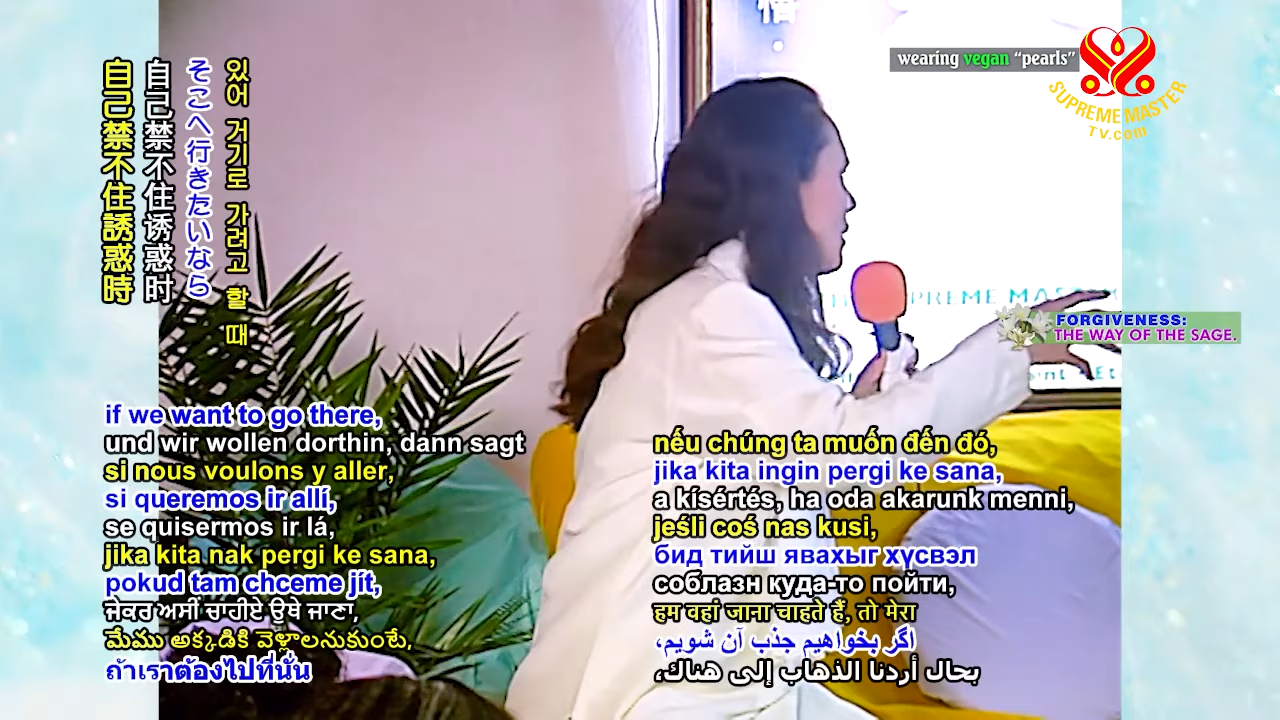 自己禁不住誘惑時
自己禁不住诱惑时
そこへ行きたいなら
있어 거기로 가려고 할 때
wearing vegan “pearls”
SUPREME MASTER
TV.com
PREME MAST
FORGIVENESS:
THE WAY OF THE SAGE.
if we want to go there,
und wir wollen dorthin, dann sagt
si nous voulons y aller,
si queremos ir allí,
se quisermos ir lá,
jika kita nak pergi ke sana,
pokud tam chceme jít,
ਜੇਕਰ ਅਸੀਂ ਚਾਹੀਏ ਉਥੇ ਜਾਣਾ,
మేము అక్కడికి వెళ్లాలనుకుంటే,
ถ้าเราต้องไปที่นั่น
nếu chúng ta muốn đến đó,
jika kita ingin pergi ke sana,
a kísértés, ha oda akarunk menni,
jeśli coś nas kusi,
бид тийш явахыг хүсвэл
соблазн куда-то пойти,
हम वहां जाना चाहते हैं, तो मेरा
اگر بخواهیم جذب آن شویم،
بحال أردنا الذهاب إلى هناك،